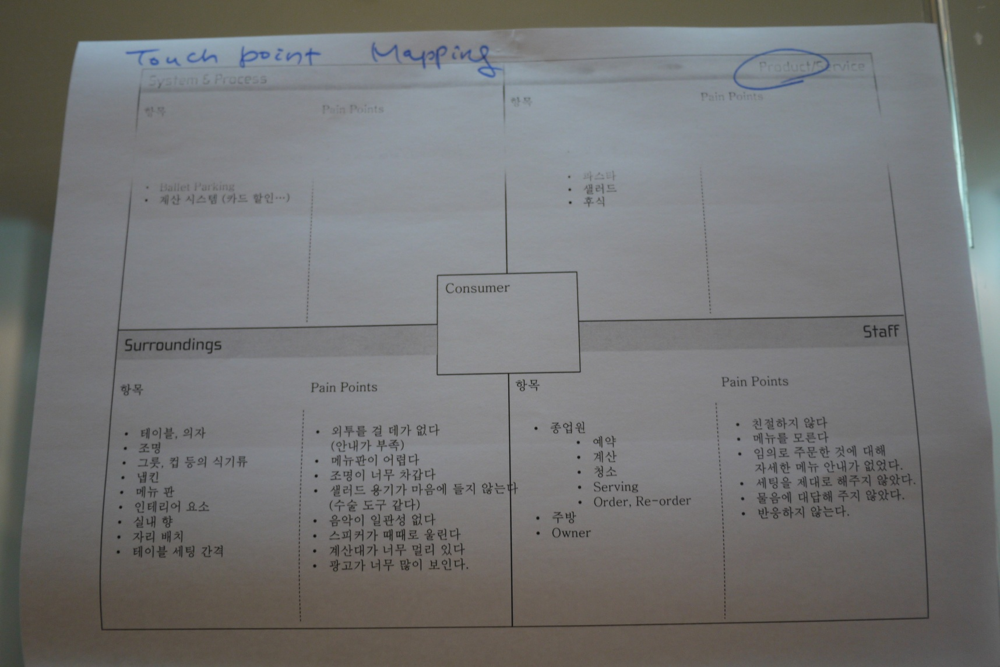 Touch point Mapping
System & Process
항목
Pain Points
• Ballet Parking
• 계산 시스템 (카드 할인…)
Product/Service
항목
Pain Points
• 파스타
• 샐러드
• 후식
Consumer
Surroundings
항목
Pain Points
• 테이블, 의자
• 조명
• 그릇, 컵 등의 식기류
• 냅킨
• 메뉴 판
• 인테리어 요소
• 실내 향
• 자리 배치
• 테이블 세팅 간격
• 외투를 걸 데가 없다
(안내가 부족)
• 메뉴판이 어렵다
• 조명이 너무 차갑다
• 샐러드 용기가 마음에 들지 않는다
(수술 도구 같다)
• 음악이 일관성 없다
• 스피커가 때때로 울린다
• 계산대가 너무 멀리 있다
• 광고가 너무 많이 보인다.
Staff
항목
Pain Points
• 종업원
• 예약
• 계산
• 청소
• Serving
• Order, Re-order
• 주방
• Owner
• 친절하지 않다
• 메뉴를 모른다
• 임의로 주문한 것에 대해
자세한 메뉴 안내가 없었다.
• 세팅을 제대로 해주지 않았다.
• 물음에 대답해 주지 않았다.
• 반응하지 않는다.